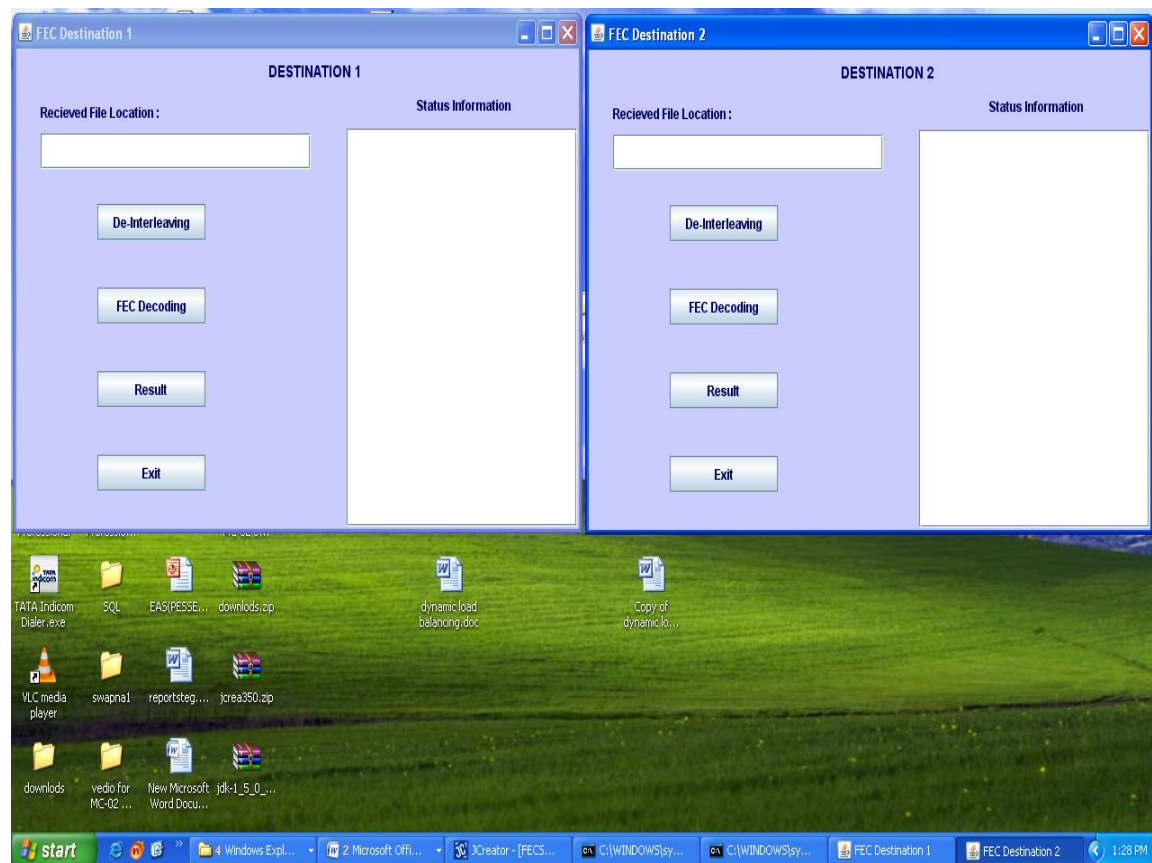 FEC Destination 1
DESTINATION 1
Recieved File Location :
Status Information
De-Interleaving
FEC Decoding
Result
Exit
FEC Destination 2
DESTINATION 2
Recieved File Location :
Status Information
De-Interleaving
FEC Decoding
Result
Exit
TATA Indicom
Dialer.exe
SQL
EAS(PESSE...
downlods.zip
dynamic load
balancing.doc
Copy of
dynamic lo...
VLC media
player
swapna1
reportsteg....
jcrea350.zip
downlods
vedio for
MC-02 ...
New Microsoft
Word Docu...
jdk-1_5_0_...
start
4 Windows Expl...
2 Microsoft Offi...
JCreator - [FECS...
C:\WINDOWS\sy...
C:\WINDOWS\sy...
FEC Destination 1
FEC Destination 2
1:28 PM